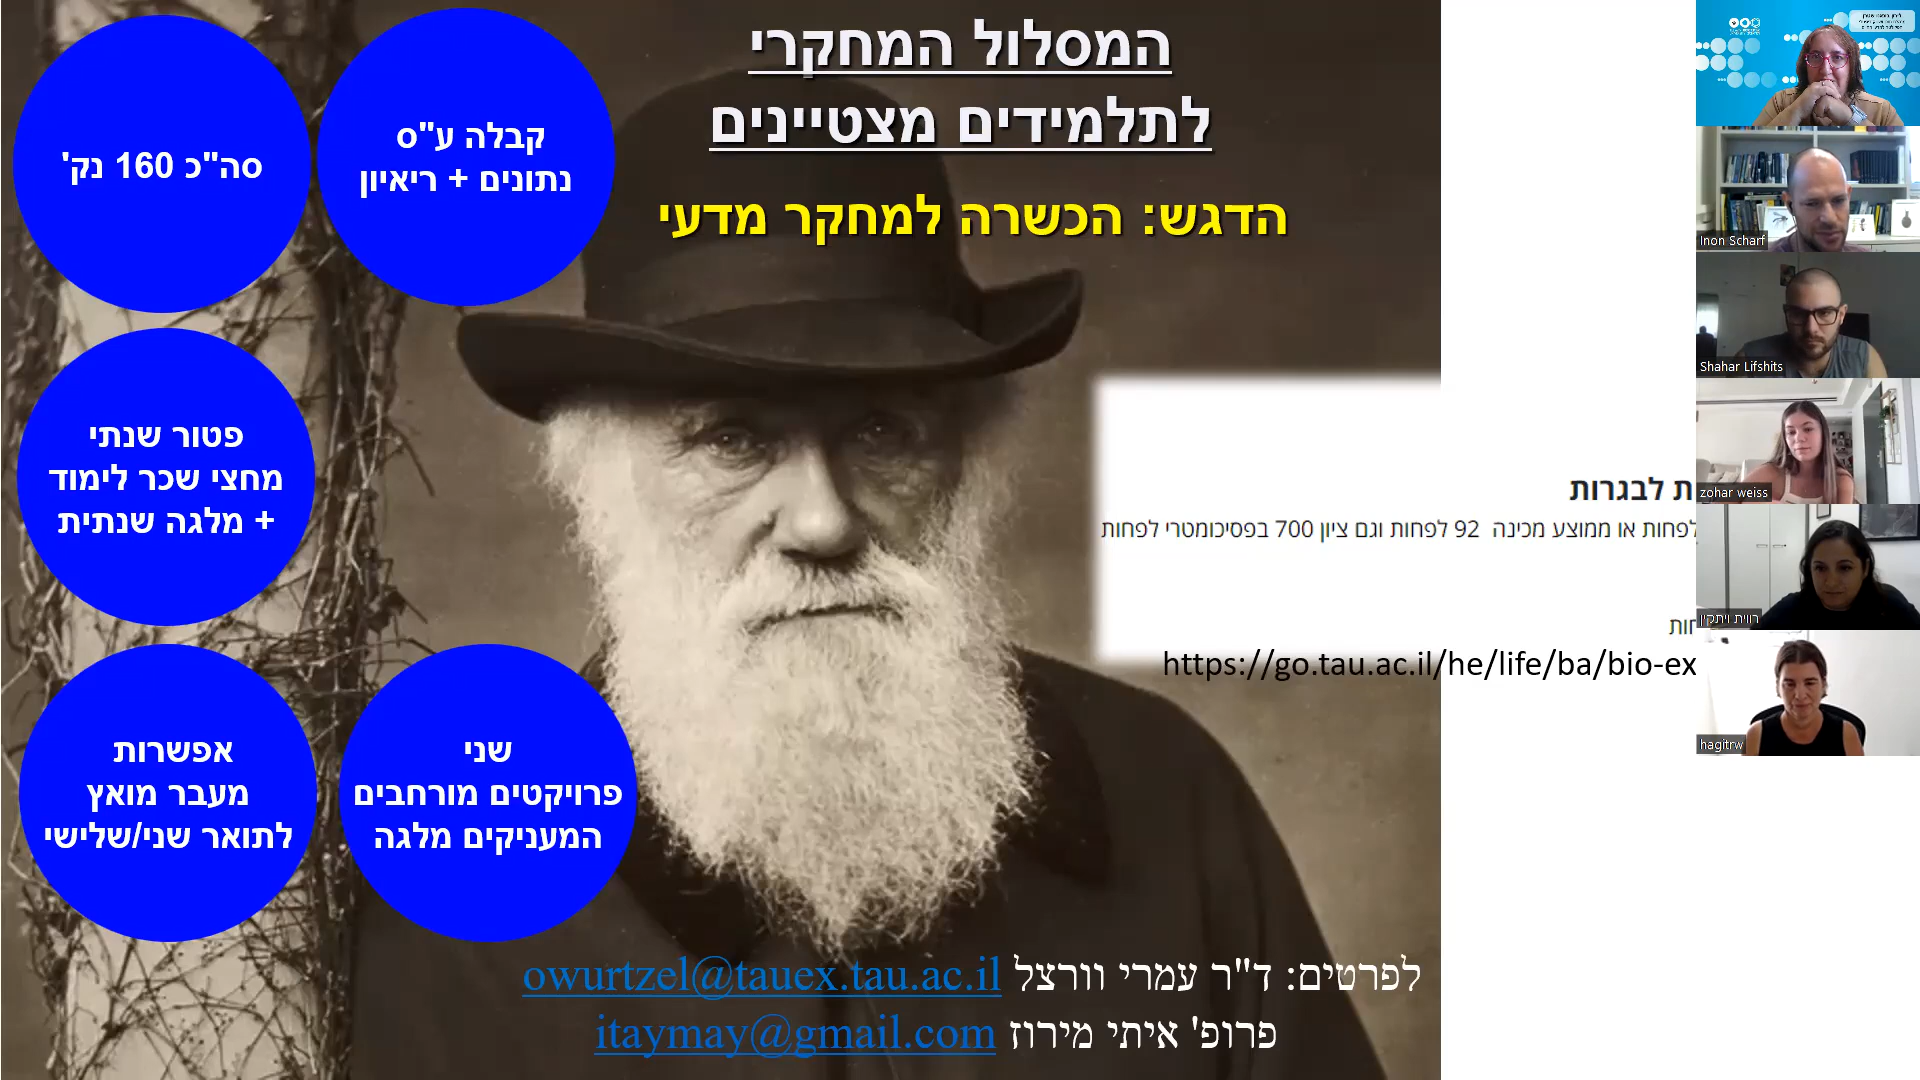 המסלול המחקרי
לתלמידים מצטיינים
הדגש: הכשרה למחקר מדעי
קבלה ע"ס
נתונים + ריאיון
סה"כ 160 נק'
פטור שנתי
מחצי שכר לימוד
+ מלגה שנתית
שני
פרויקטים מורחבים
המעניקים מלגה
אפשרות
מעבר מואץ
לתואר שני/שלישי
ת לבגרות
לפחות או ממוצע מכינה 92 לפחות וגם ציון 700 בפסיכומטרי לפחות
חות
https://go.tau.ac.il/he/life/ba/bio-ex
לפרטים: ד"ר עמרי וורצל owurtzel@tauex.tau.ac.il
פרופ' איתי מירוז itaymay@gmail.com
Inon Scharf
Shahar Lifshits
zohar weiss
רווית ויתקין
hagitrw